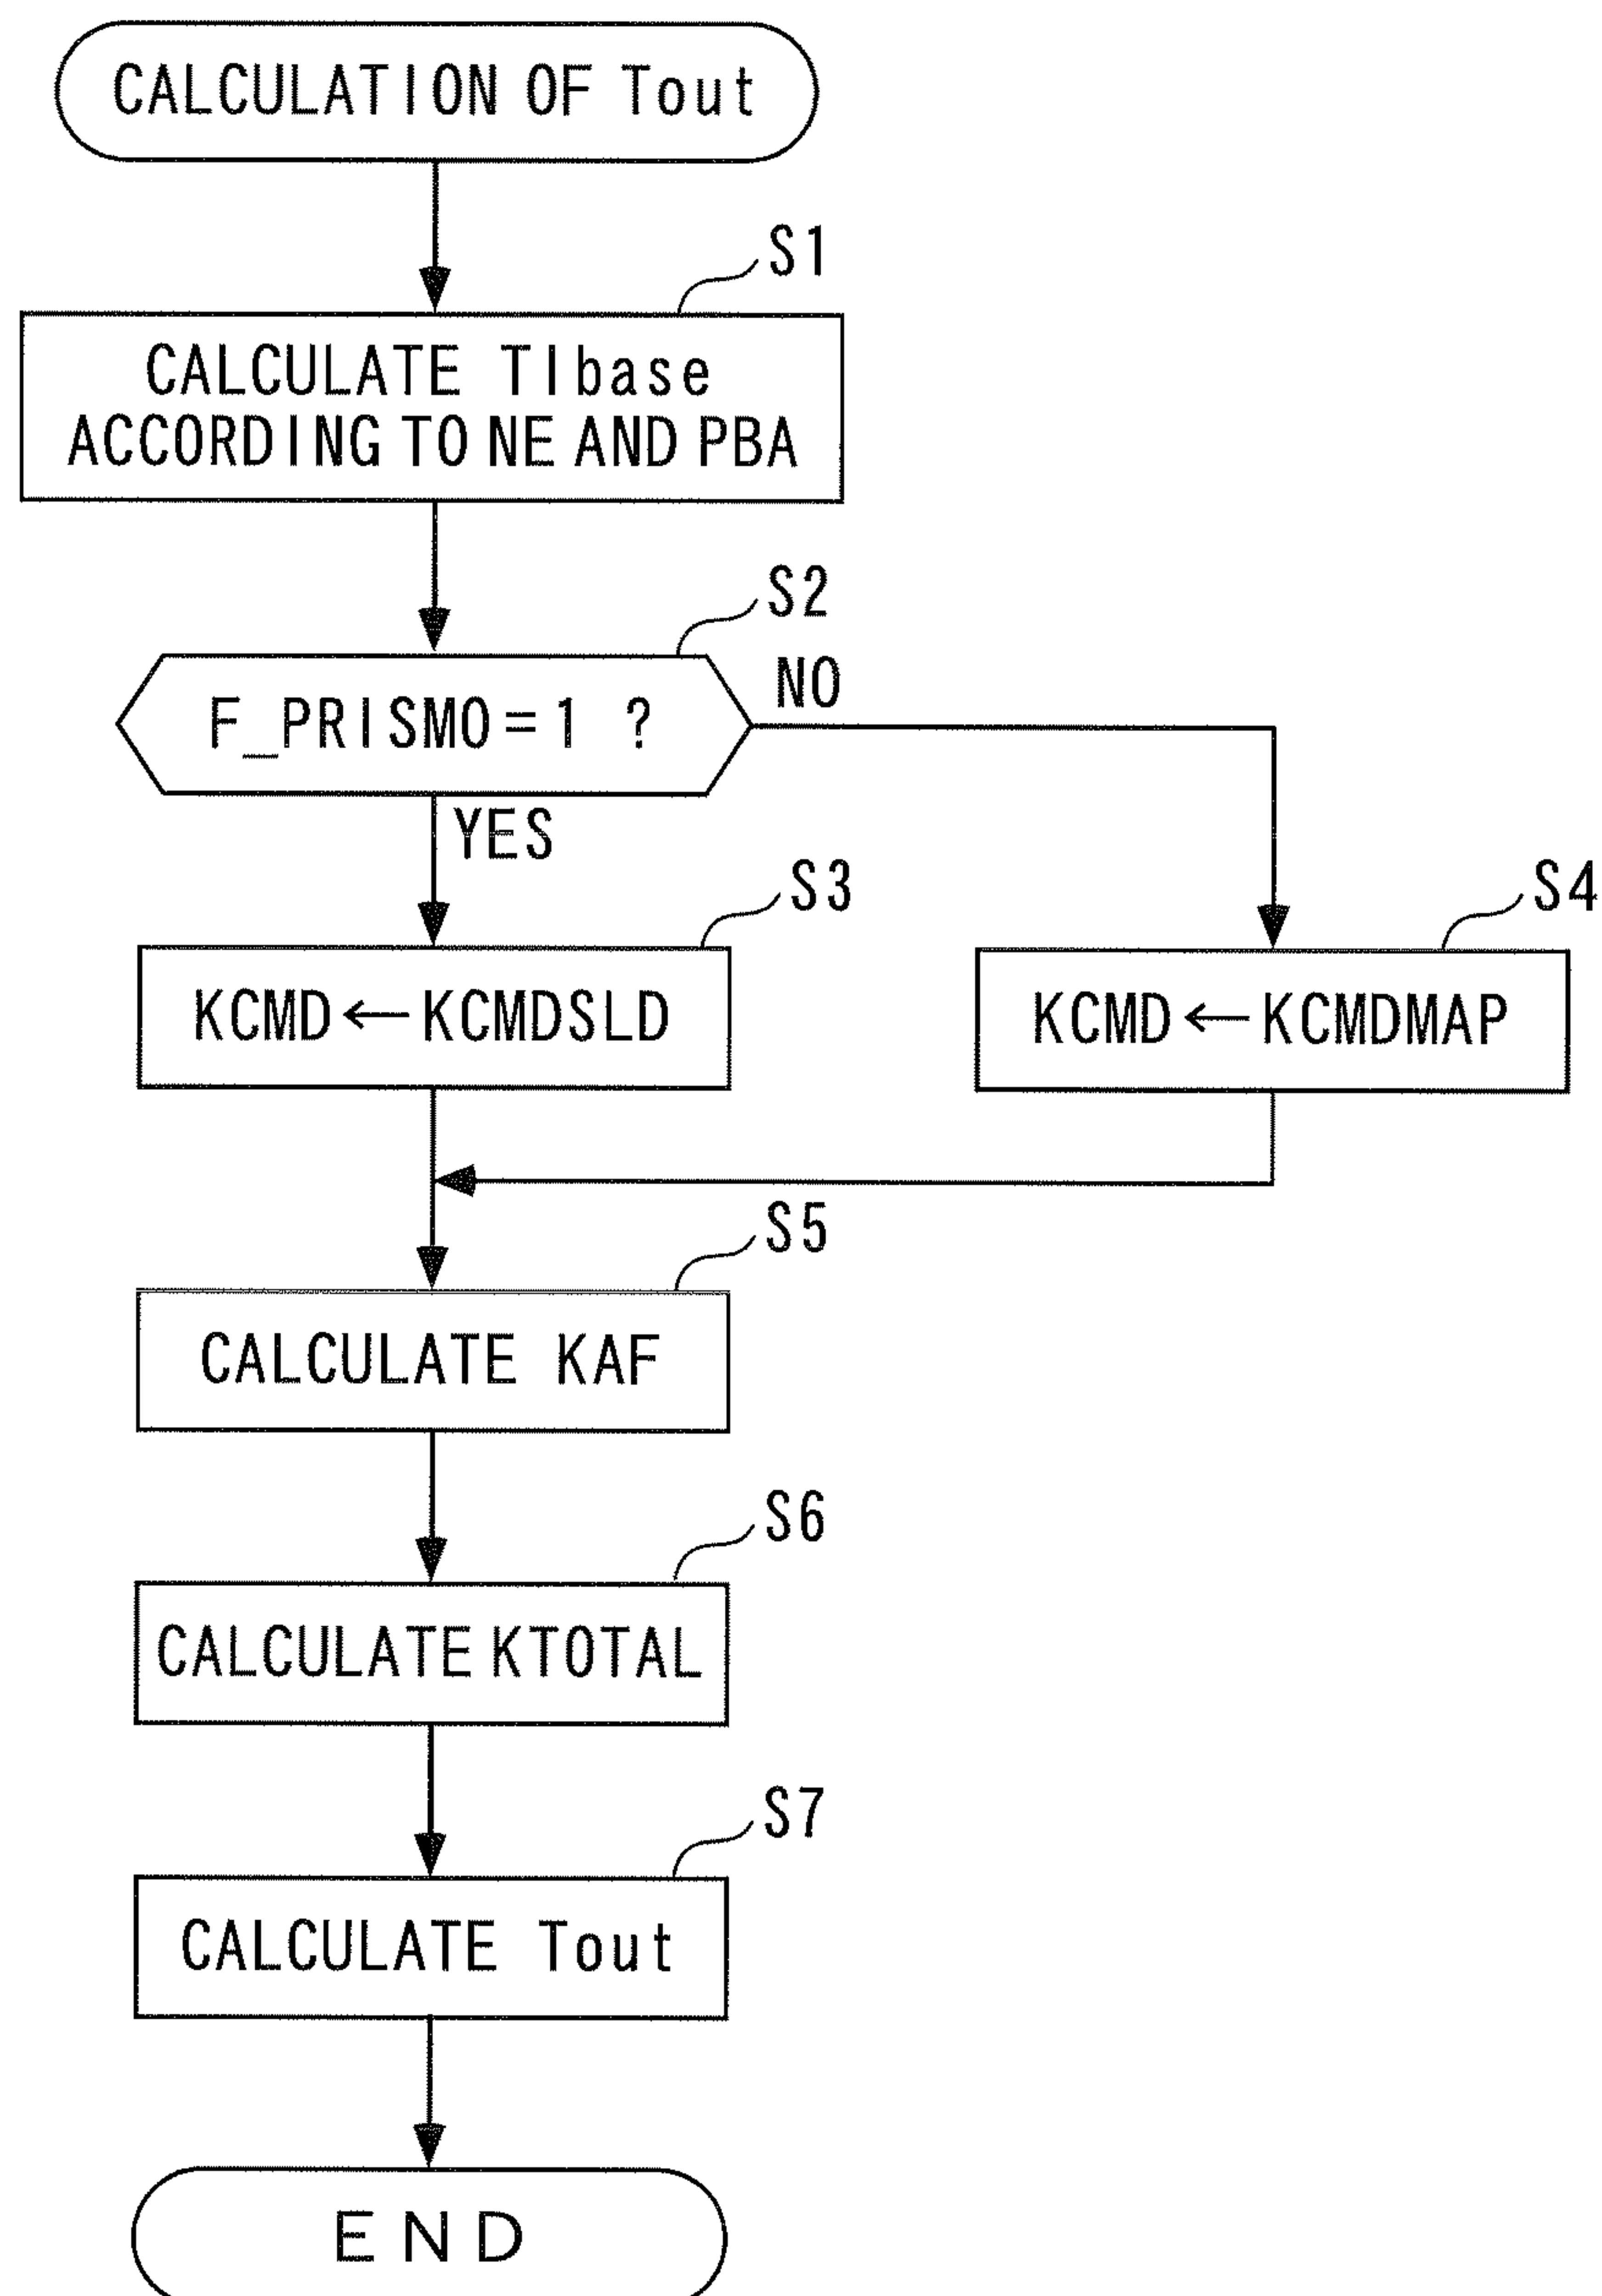 CALCULATION OF Tout
S1
CALCULATE TIbase
ACCORDING TO NE AND PBA
S2
F_PRISMO=1 ?
NO
YES
S3
KCMD←KCMDSLD
S4
KCMD←KCMDMAP
S5
CALCULATE KAF
S6
CALCULATE KTOTAL
S7
CALCULATE Tout
END